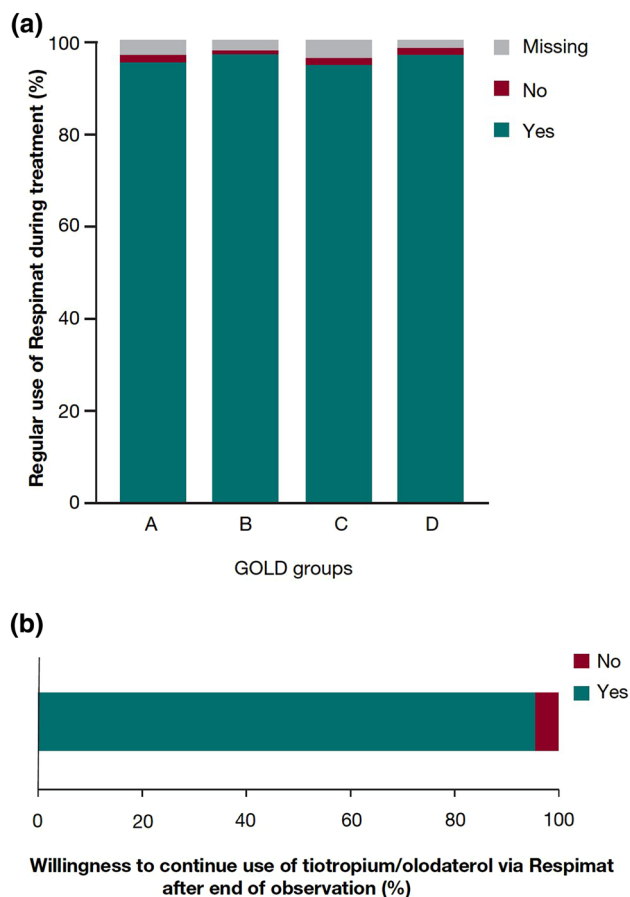 (a)
Regular use of Respimat during treatment (%)
100
80
60
40
20
0
Missing
No
Yes
A B C D
GOLD groups
(b)
No
Yes
0 20 40 60 80 100
Willingness to continue use of tiotropium/olodaterol via Respimat
after end of observation (%)